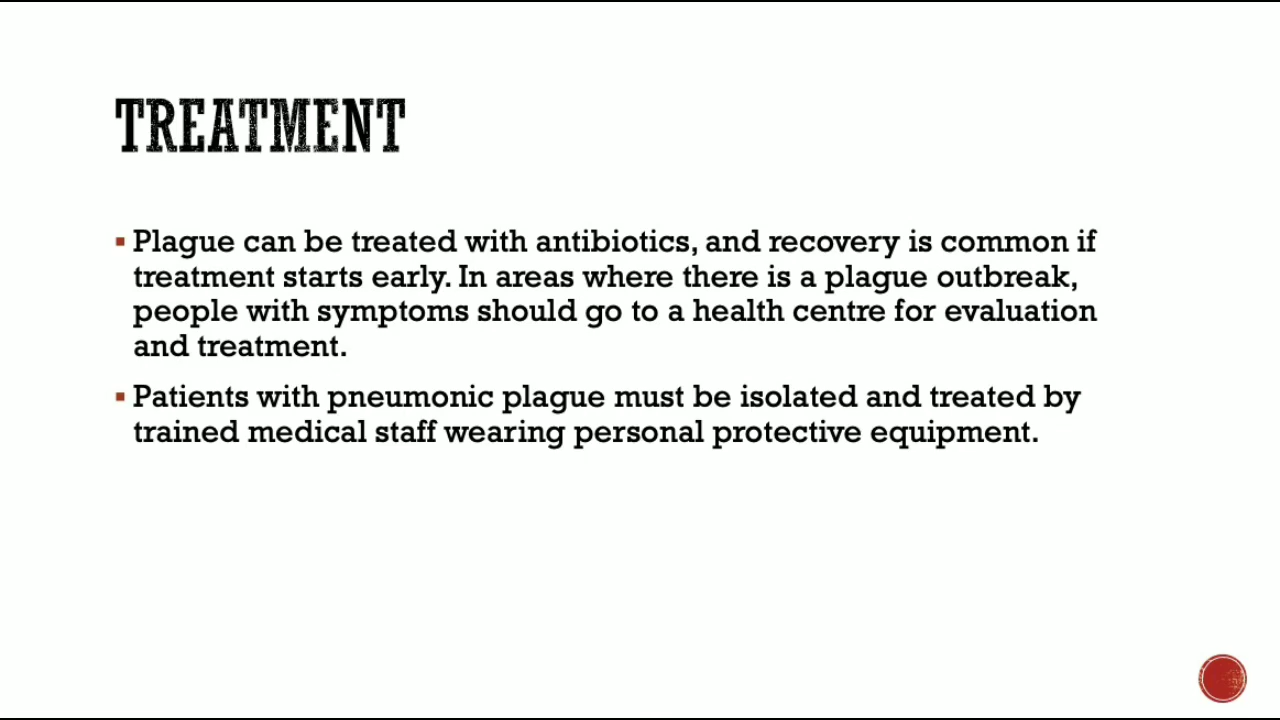 TREATMENT
▪ Plague can be treated with antibiotics, and recovery is common if
treatment starts early. In areas where there is a plague outbreak,
people with symptoms should go to a health centre for evaluation
and treatment.
▪ Patients with pneumonic plague must be isolated and treated by
trained medical staff wearing personal protective equipment.